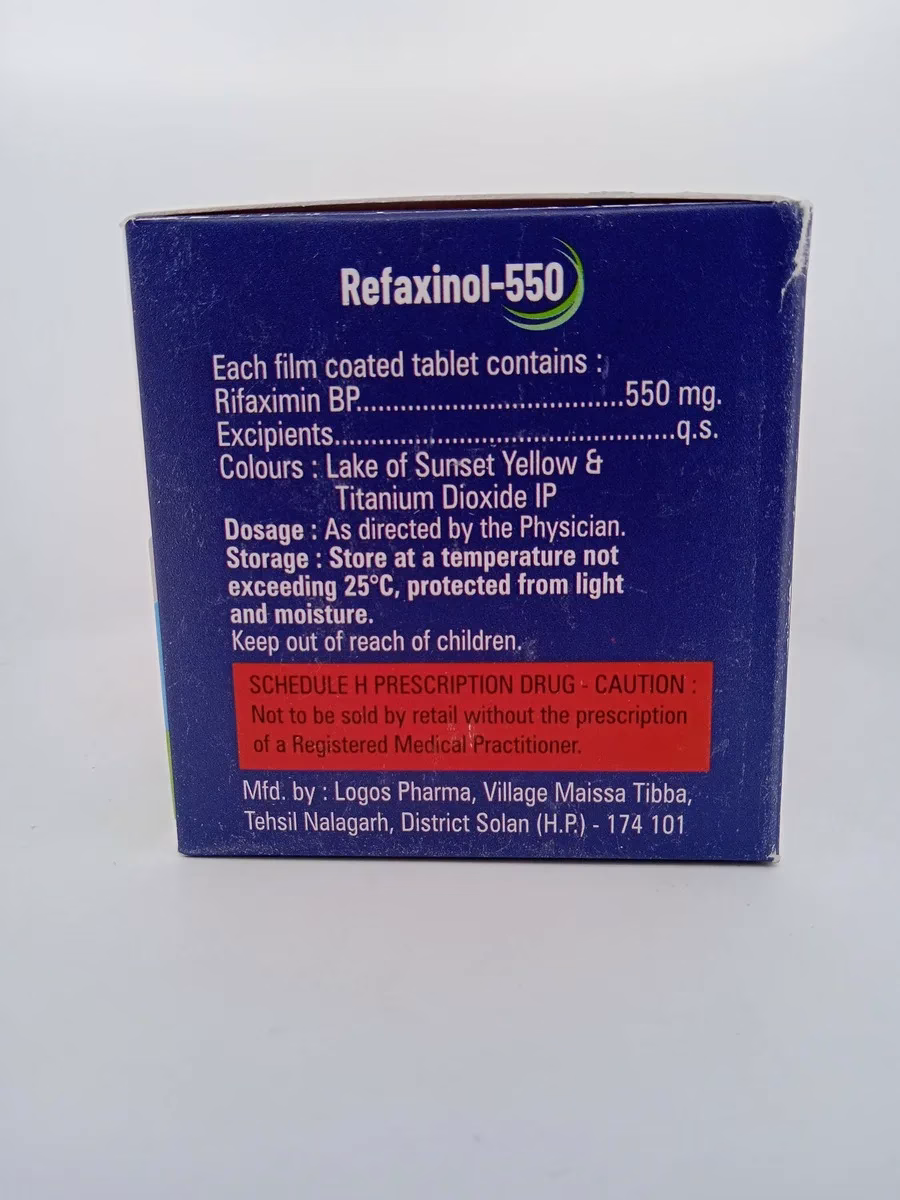 Refaxinol-550
Each film coated tablet contains :
Rifaximin BP....................................550 mg.
Excipients..............................................q.s.
Colours : Lake of Sunset Yellow &
Titanium Dioxide IP
Dosage : As directed by the Physician.
Storage : Store at a temperature not
exceeding 25°C, protected from light
and moisture.
Keep out of reach of children.
SCHEDULE H PRESCRIPTION DRUG - CAUTION :
Not to be sold by retail without the prescription
of a Registered Medical Practitioner.
Mfd. by : Logos Pharma, Village Maissa Tibba,
Tehsil Nalagarh, District Solan (H.P.) - 174 101